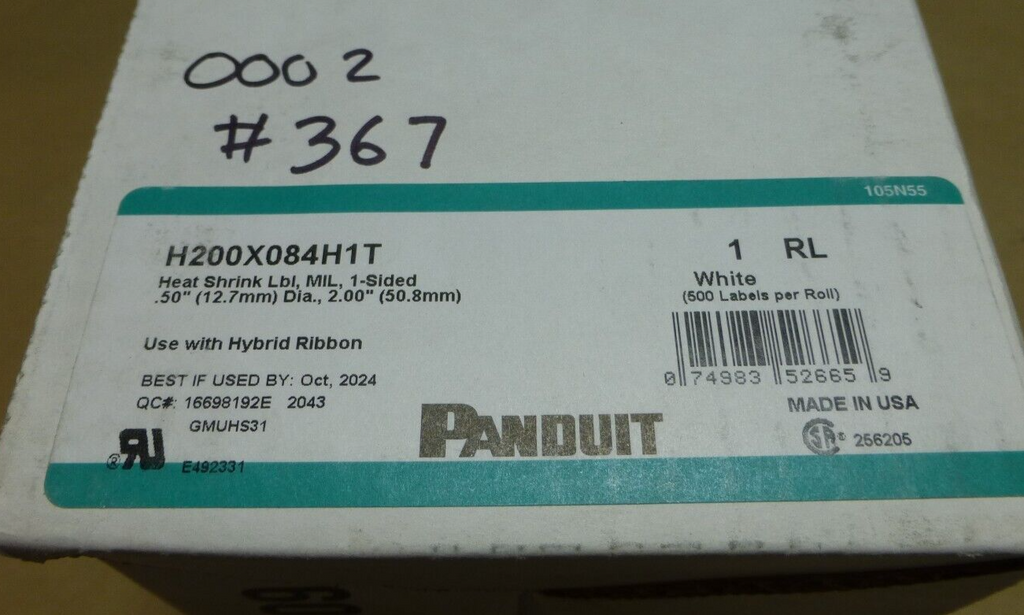 0002
#367
105N55
H200X084H1T
1 RL
Heat Shrink Lbl, MIL, 1-Sided
.50" (12.7mm) Dia., 2.00" (50.8mm)
White
(500 Labels per Roll)
Use with Hybrid Ribbon
0 74983 52665 9
BEST IF USED BY: Oct, 2024
QC#: 16698192E 2043
GMUHS31
MADE IN USA
PANDUIT
SA® 256205
®RU E492331